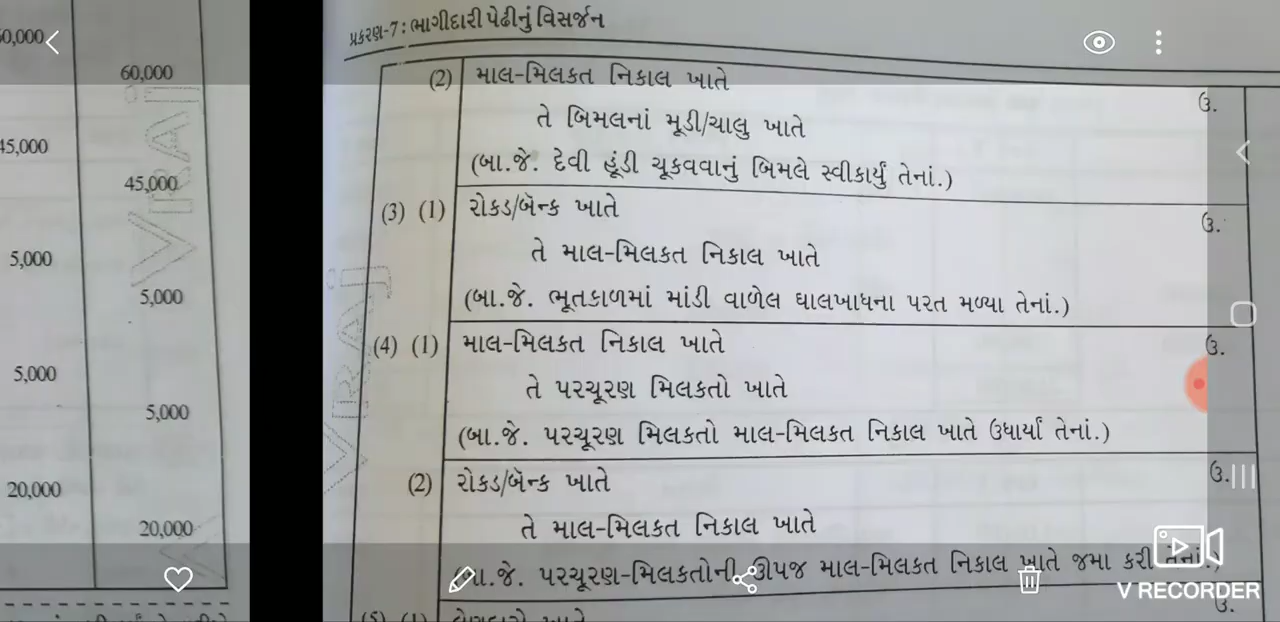 60,000
45,000
45,000
5,000
5,000
5,000
5,000
20,000
20,000
પ્રકરણ-7 : ભાગીદારી પેઢીનું વિસર્જન
(2) માલ-મિલકત નિકાલ ખાતે ઉ.
તે બિમલનાં મૂડી/ચાલુ ખાતે
(બા.જે. દેવી હૂંડી ચૂકવવાનું બિમલે સ્વીકાર્યું તેનાં.)
(3) (1) રોકડ/બૅન્ક ખાતે ઉ.
તે માલ-મિલકત નિકાલ ખાતે
(બા.જે. ભૂતકાળમાં માંડી વાળેલ ઘાલખાધના પરત મળ્યા તેનાં.)
(4) (1) માલ-મિલકત નિકાલ ખાતે ઉ.
તે પરચૂરણ મિલકતો ખાતે
(બા.જે. પરચૂરણ મિલકતો માલ-મિલકત નિકાલ ખાતે ઉધાર્યા તેનાં.)
(2) રોકડ/બૅન્ક ખાતે ઉ.
તે માલ-મિલકત નિકાલ ખાતે
(બા.જે. પરચૂરણ-મિલકતોની ઊપજ માલ-મિલકત નિકાલ ખાતે જમા કરી તેનાં.)
ઉ.
VIRAJ
VIRAJ
V RECORDER